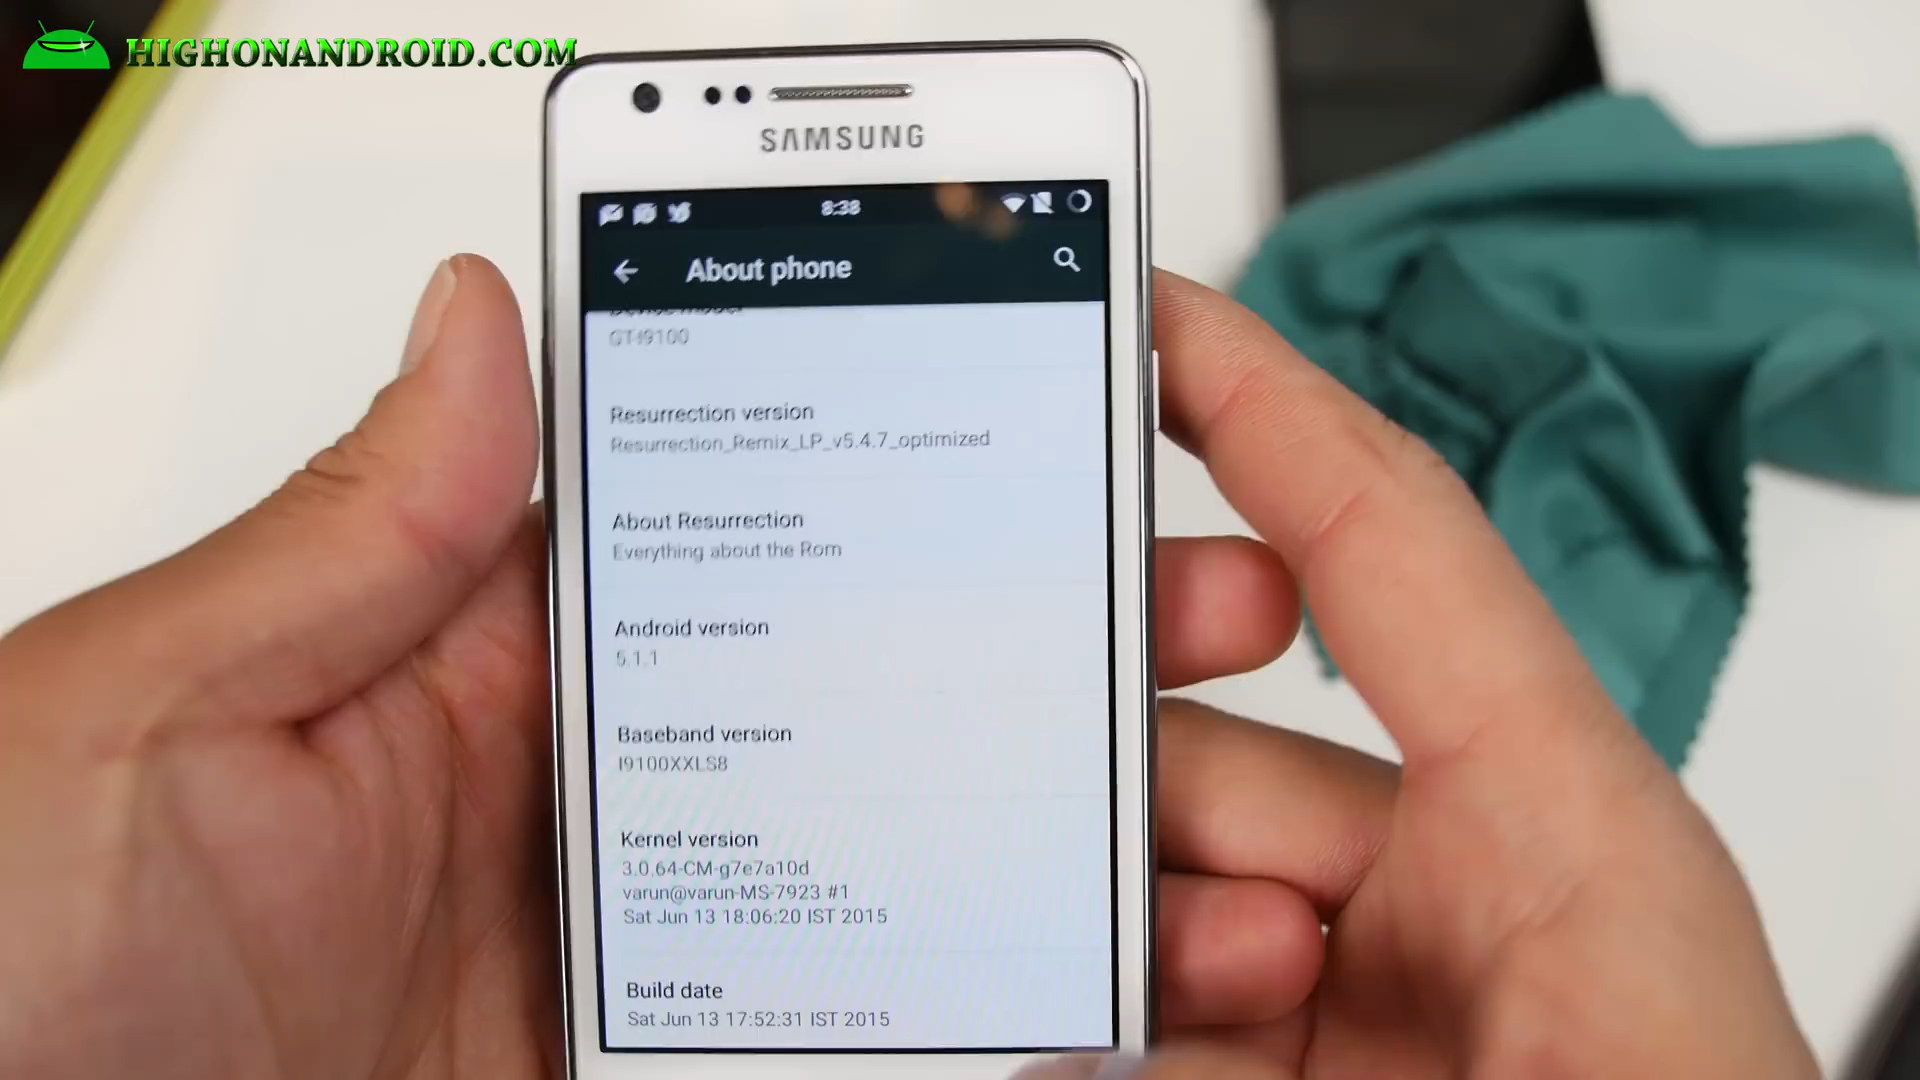 HIGHONANDROID.COM
SAMSUNG
8:38
About phone
Device model
GT-I9100
Resurrection version
Resurrection_Remix_LP_v5.4.7_optimized
About Resurrection
Everything about the Rom
Android version
5.1.1
Baseband version
I9100XXLS8
Kernel version
3.0.64-CM-g7e7a10d
varun@varun-MS-7923 #1
Sat Jun 13 18:06:20 IST 2015
Build date
Sat Jun 13 17:52:31 IST 2015